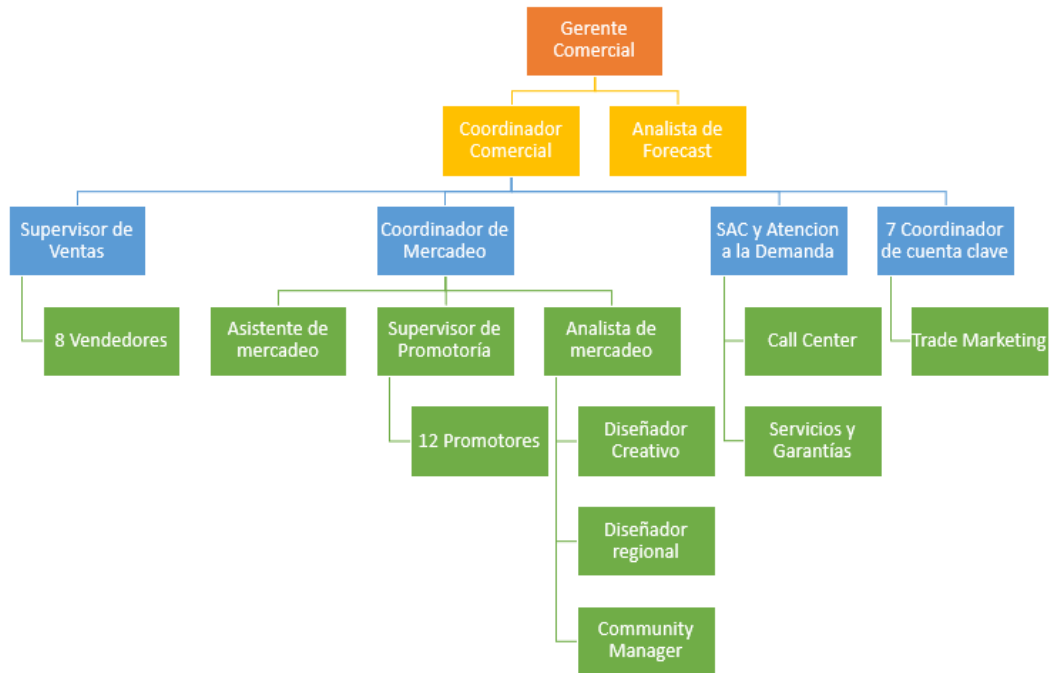 Gerente
Comercial
Coordinador
Comercial
Analista de
Forecast
Supervisor de
Ventas
Coordinador de
Mercadeo
SAC y Atencion
a la Demanda
7 Coordinador
de cuenta clave
8 Vendedores
Asistente de
mercadeo
Supervisor de
Promotoría
Analista de
mercadeo
Call Center
Trade Marketing
12 Promotores
Diseñador
Creativo
Servicios y
Garantías
Diseñador
regional
Community
Manager